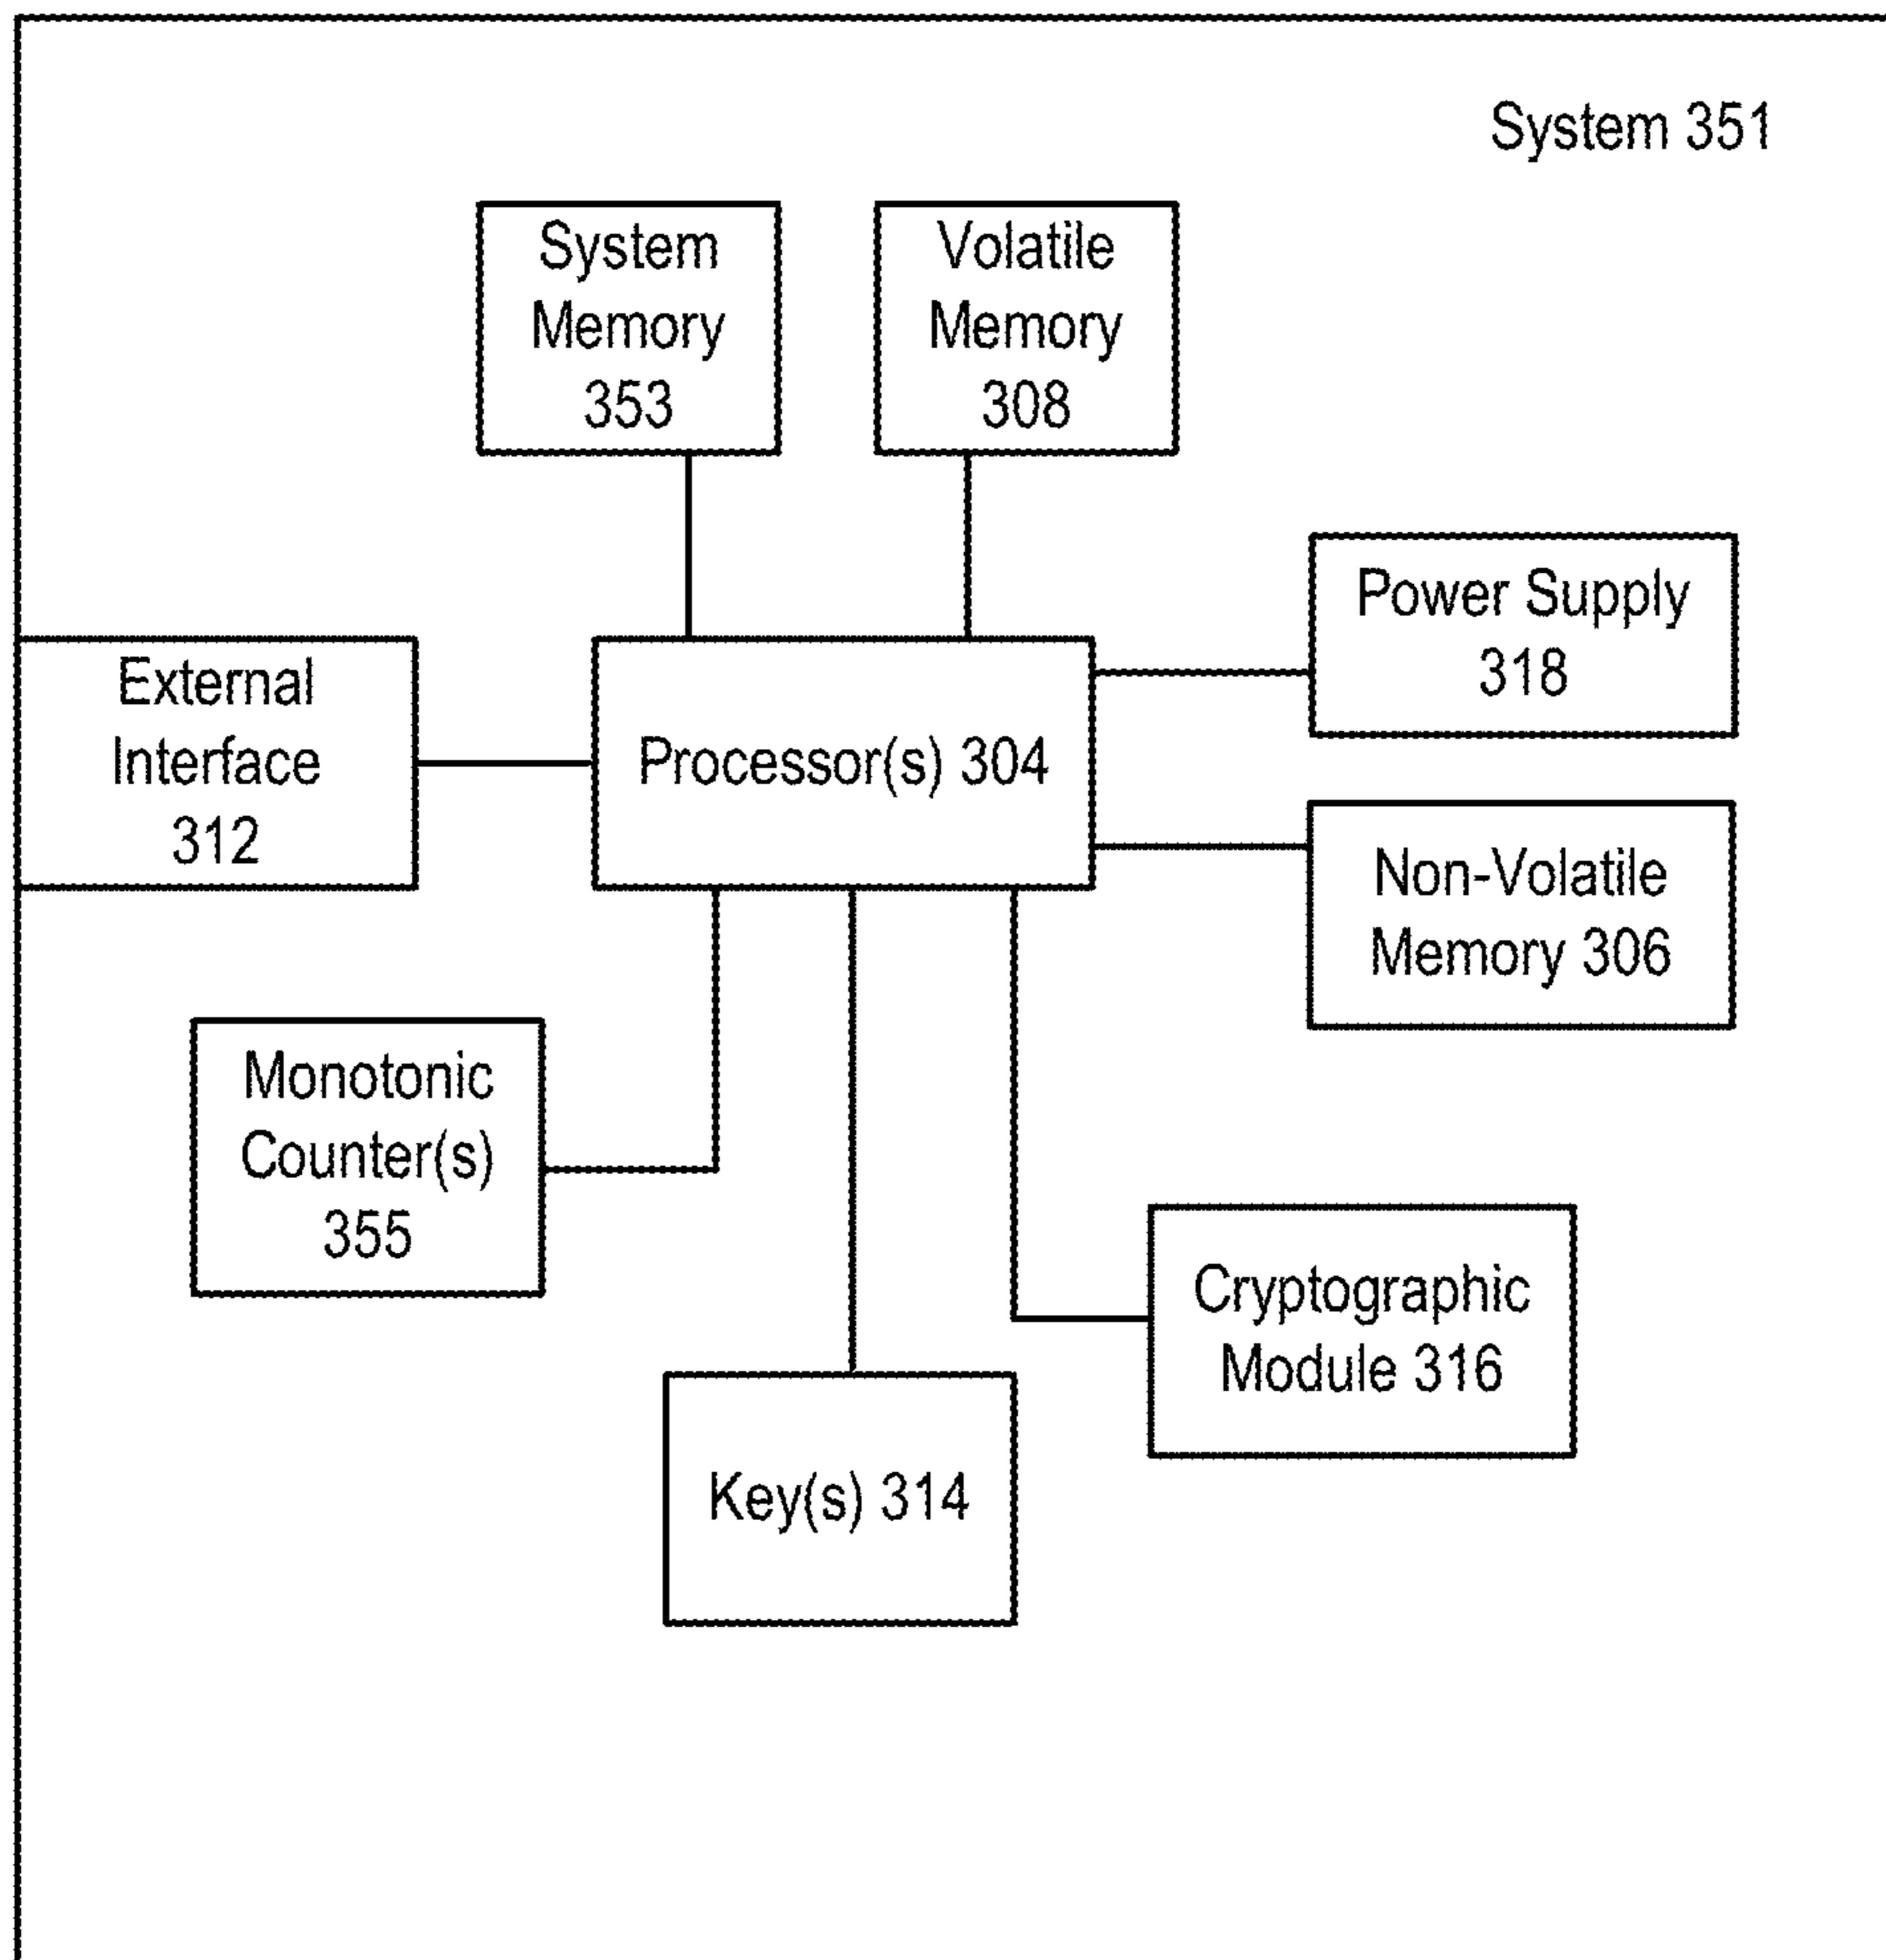 System 351
System
Memory
353
Volatile
Memory
308
Power Supply
318
External
Interface
312
Processor(s) 304
Non-Volatile
Memory 306
Monotonic
Counter(s)
355
Cryptographic
Module 316
Key(s) 314